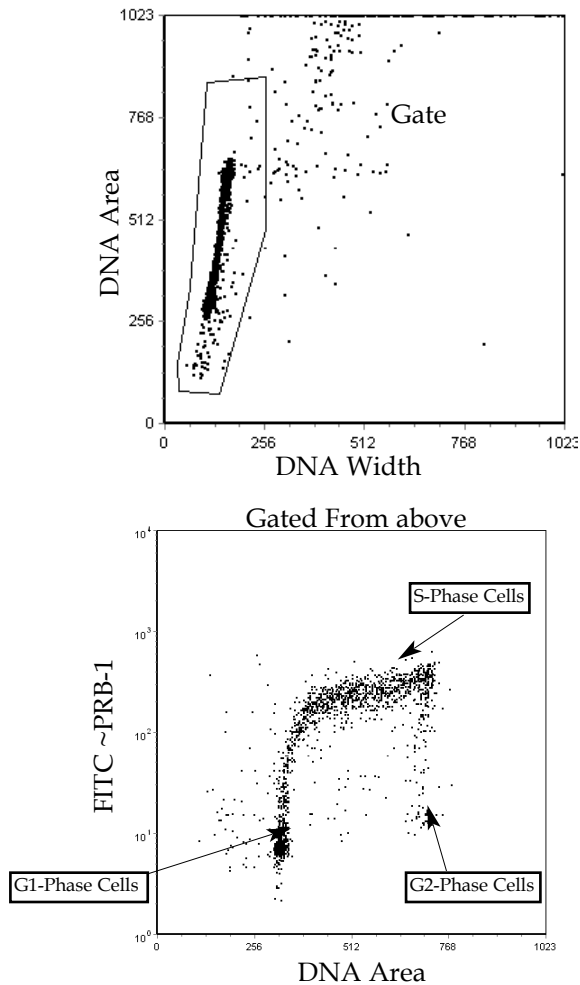 1023
768
Gate
DNA Area
512
256
0
0 256 512 768 1023
DNA Width
Gated From above
10^4
S-Phase Cells
10^3
FITC ~PRB-1
10^2
10^1
G1-Phase Cells
G2-Phase Cells
10^0
0 256 512 768 1023
DNA Area